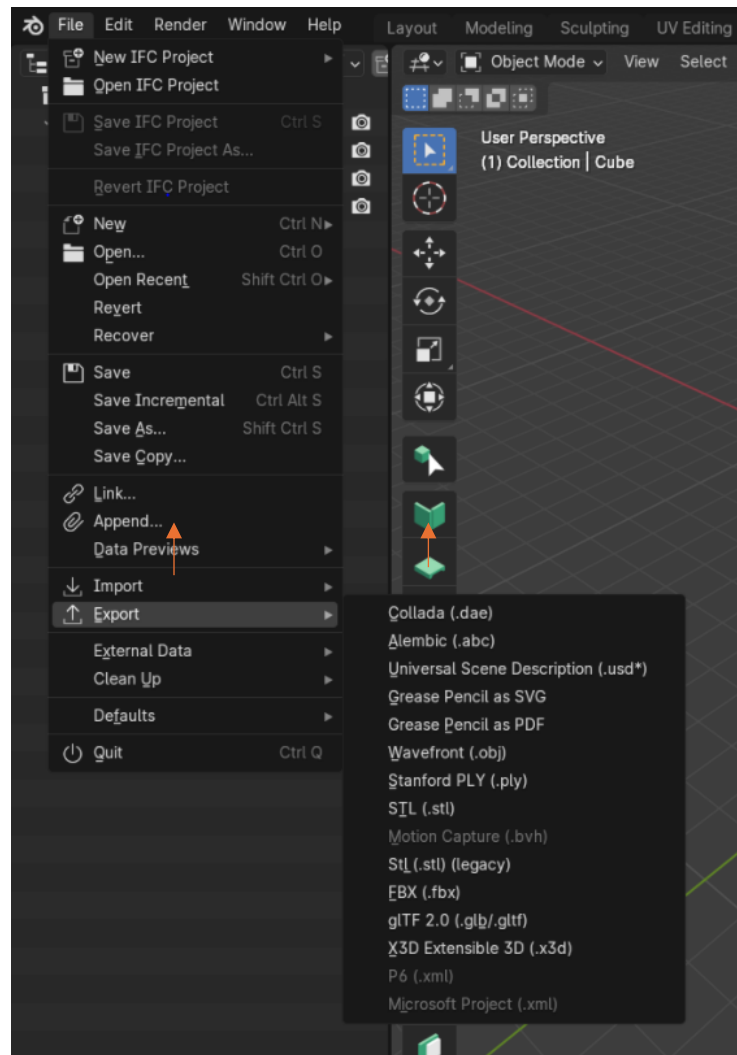 File Edit Render Window Help Layout Modeling Sculpting UV Editing
New IFC Project
Open IFC Project
Save IFC Project Ctrl S
Save IFC Project As...
Revert IFC Project
New Ctrl N
Open... Ctrl O
Open Recent Shift Ctrl O
Revert
Recover
Save Ctrl S
Save Incremental Ctrl Alt S
Save As... Shift Ctrl S
Save Copy...
Link...
Append...
Data Previews
Import
Export
External Data
Clean Up
Defaults
Quit Ctrl Q
Object Mode View Select
User Perspective
(1) Collection | Cube
Collada (.dae)
Alembic (.abc)
Universal Scene Description (.usd*)
Grease Pencil as SVG
Grease Pencil as PDF
Wavefront (.obj)
Stanford PLY (.ply)
STL (.stl)
Motion Capture (.bvh)
Stl (.stl) (legacy)
FBX (.fbx)
glTF 2.0 (.glb/.gltf)
X3D Extensible 3D (.x3d)
P6 (.xml)
Microsoft Project (.xml)